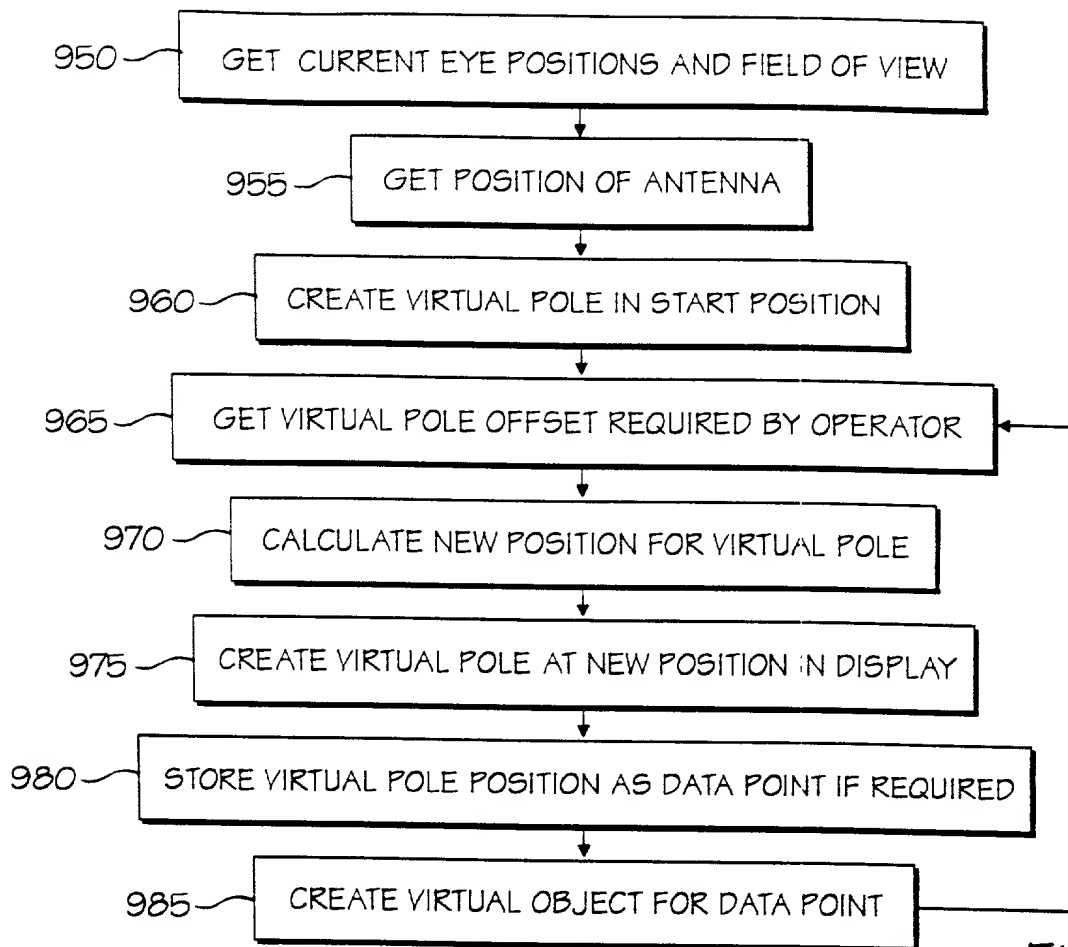 950 GET CURRENT EYE POSITIONS AND FIELD OF VIEW
955 GET POSITION OF ANTENNA
960 CREATE VIRTUAL POLE IN START POSITION
965 GET VIRTUAL POLE OFFSET REQUIRED BY OPERATOR
970 CALCULATE NEW POSITION FOR VIRTUAL POLE
975 CREATE VIRTUAL POLE AT NEW POSITION IN DISPLAY
980 STORE VIRTUAL POLE POSITION AS DATA POINT IF REQUIRED
985 CREATE VIRTUAL OBJECT FOR DATA POINT